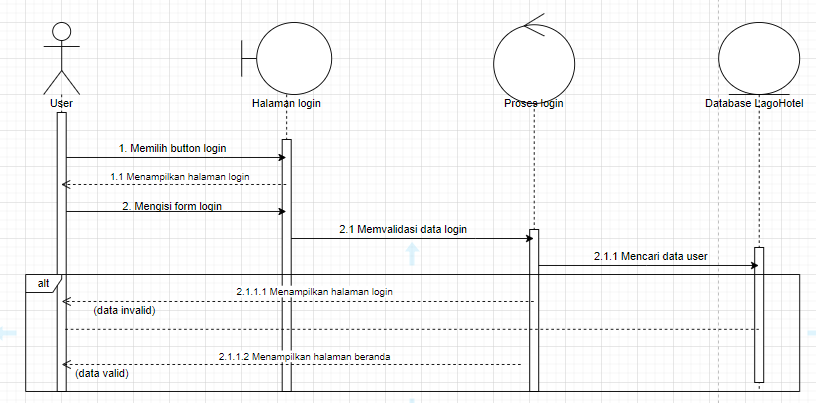 User
Halaman login
Proses login
Database LagoHotel
1. Memilih button login
1.1 Menampilkan halaman login
2. Mengisi form login
2.1 Memvalidasi data login
2.1.1 Mencari data user
alt
2.1.1.1 Menampilkan halaman login
(data invalid)
2.1.1.2 Menampilkan halaman beranda
(data valid)